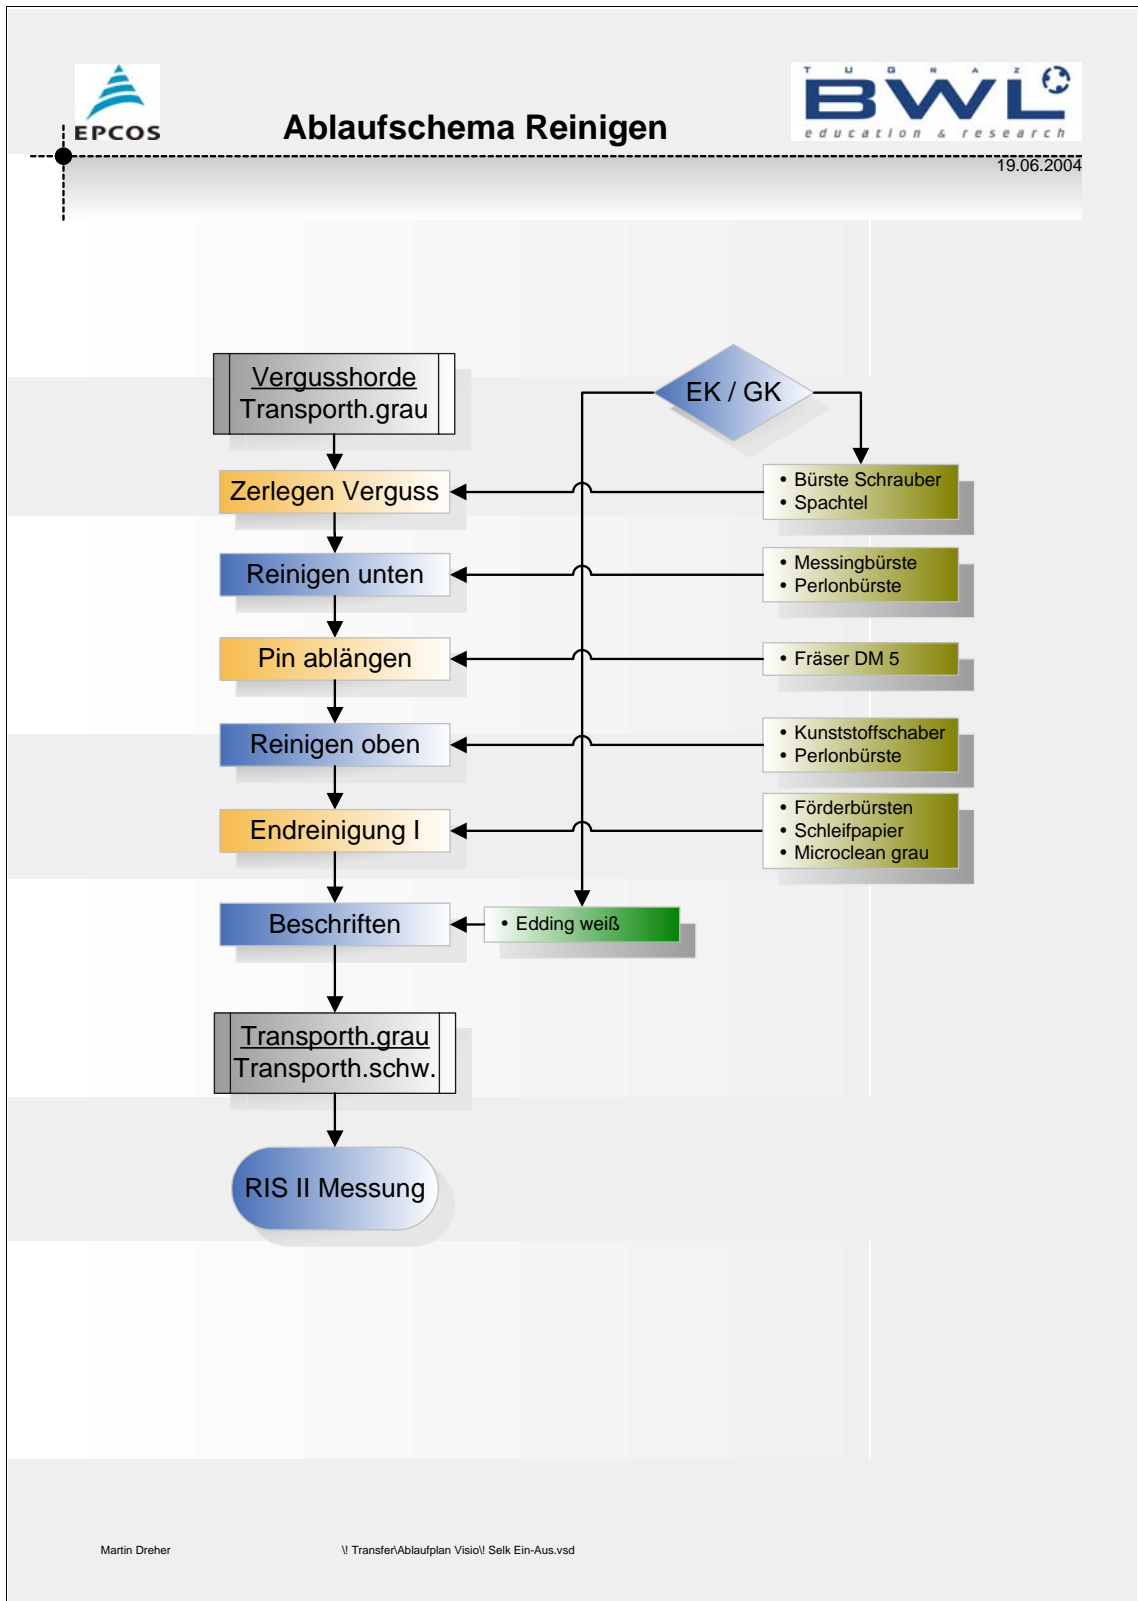 EPCOS
Ablaufschema Reinigen
TU GRAZ
BWL
education & research
19.06.2004
Vergusshorde
Transporth.grau
EK / GK
Zerlegen Verguss
• Bürste Schrauber
• Spachtel
Reinigen unten
• Messingbürste
• Perlonbürste
Pin ablängen
• Fräser DM 5
Reinigen oben
• Kunststoffschaber
• Perlonbürste
Endreinigung I
• Förderbürsten
• Schleifpapier
• Microclean grau
Beschriften
• Edding weiß
Transporth.grau
Transporth.schw.
RIS II Messung
Martin Dreher
\! Transfer\Ablaufplan Visio\! Selk Ein-Aus.vsd